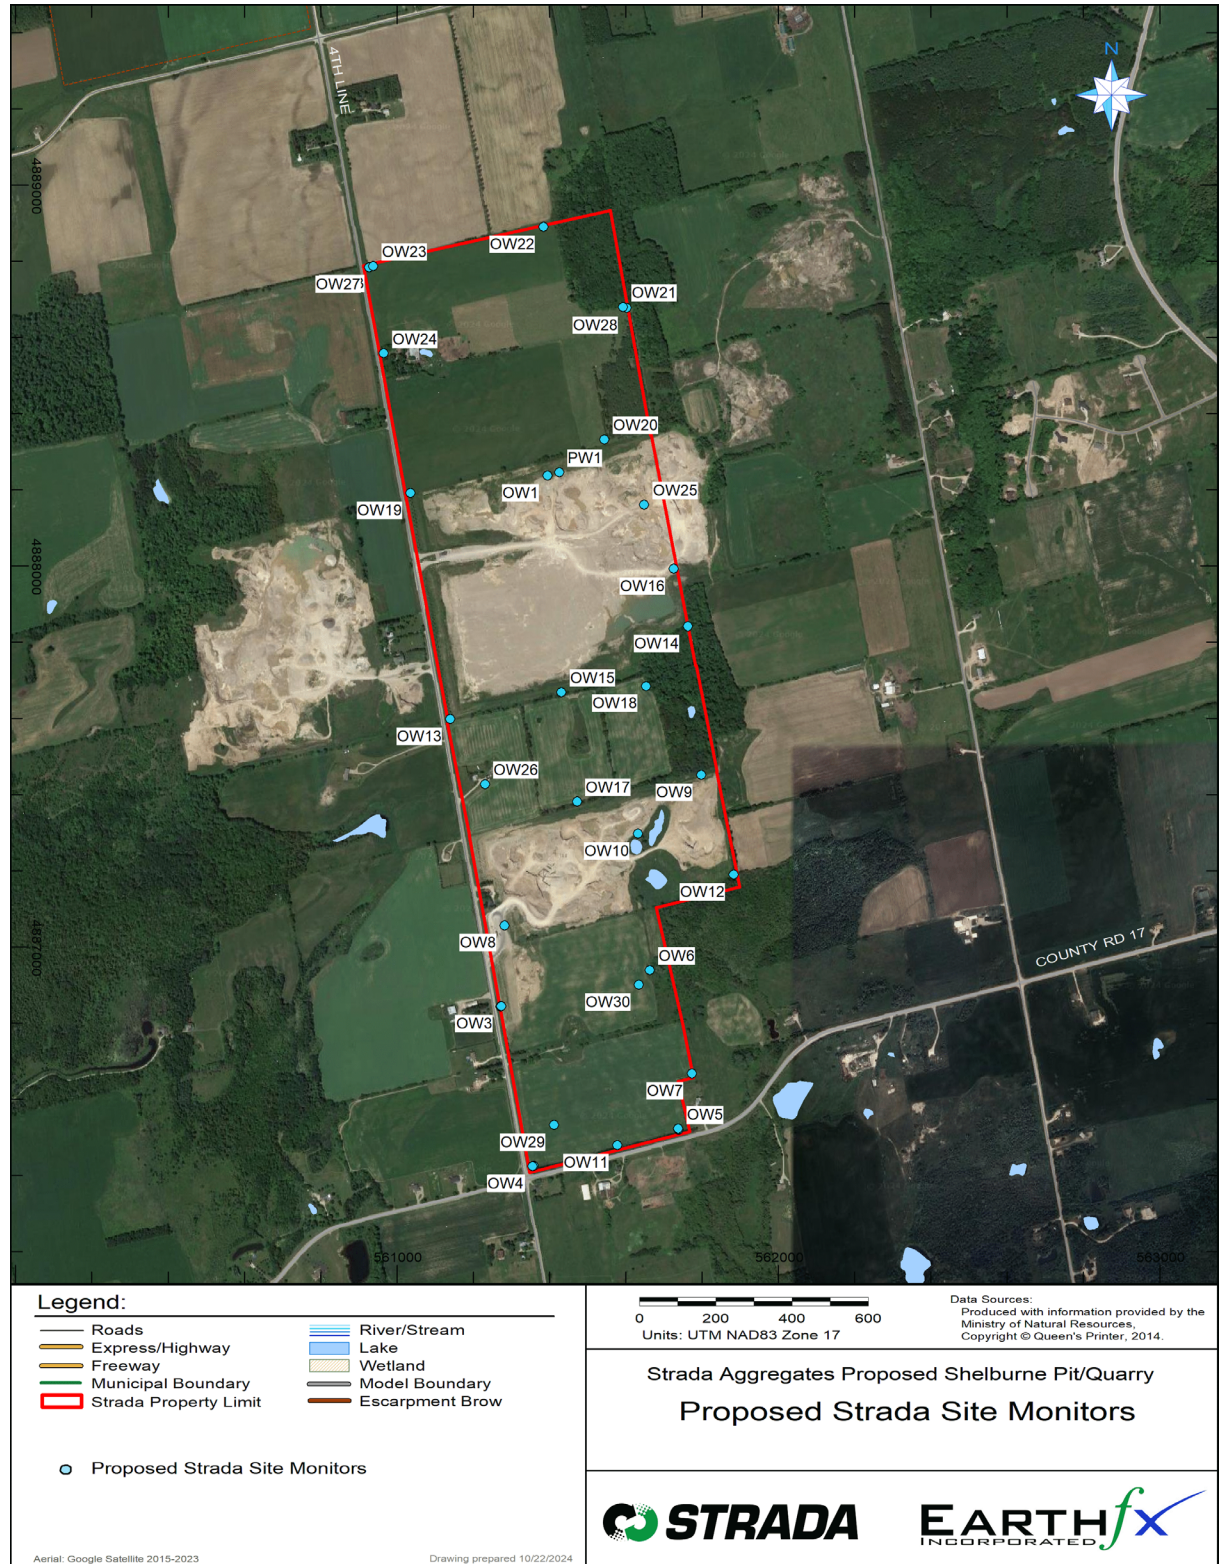 N
4TH LINE
4889000
OW22
OW23
OW27
OW21
OW28
OW24
OW20
PW1
OW1
OW25
OW19
4888000
OW16
OW14
OW15
OW18
OW13
OW26
OW17
OW9
OW10
OW12
OW8
4887000
COUNTY RD 17
OW6
OW30
OW3
OW7
OW5
OW29
OW11
OW4
561000
562000
563000
Legend:
Roads
Express/Highway
Freeway
Municipal Boundary
Strada Property Limit
River/Stream
Lake
Wetland
Model Boundary
Escarpment Brow
Proposed Strada Site Monitors
Aerial: Google Satellite 2015-2023
Drawing prepared 10/22/2024
0 200 400 600
Units: UTM NAD83 Zone 17
Data Sources:
Produced with information provided by the
Ministry of Natural Resources,
Copyright © Queen's Printer, 2014.
Strada Aggregates Proposed Shelburne Pit/Quarry
Proposed Strada Site Monitors
STRADA
EARTHfx
INCORPORATED